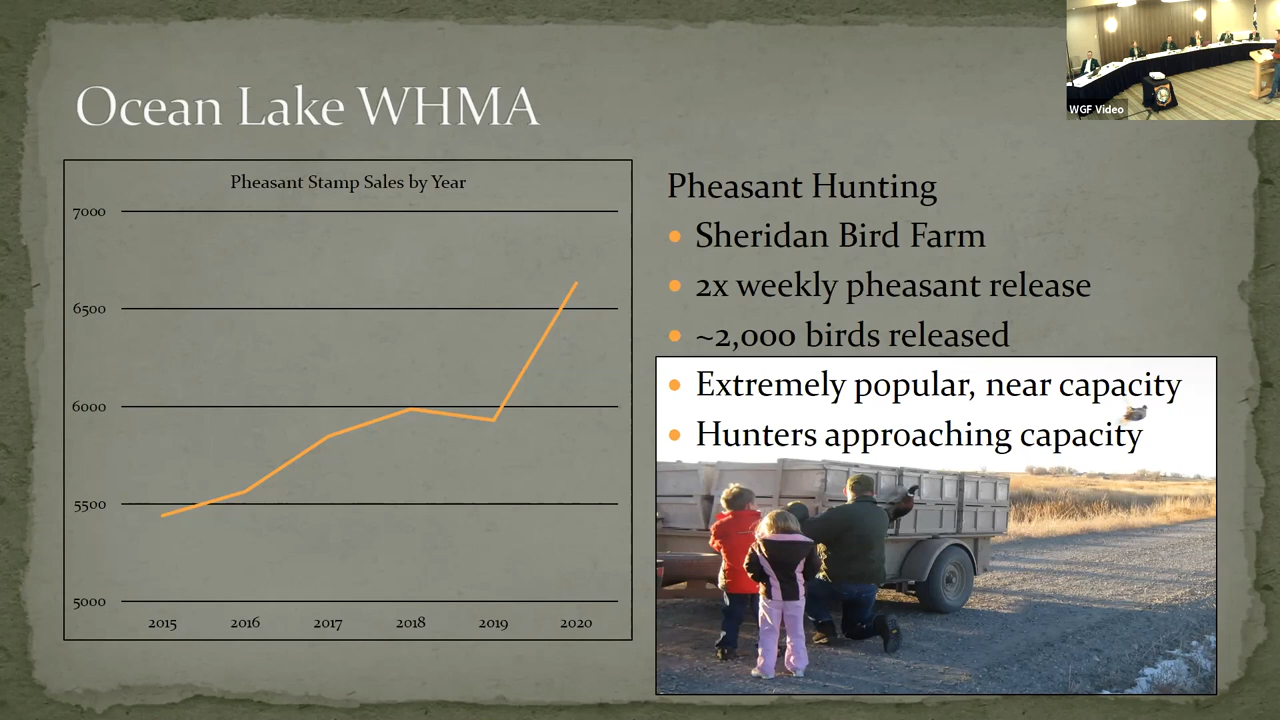 WGF Video
Ocean Lake WHMA
Pheasant Stamp Sales by Year
7000
6500
6000
5500
5000
2015 2016 2017 2018 2019 2020
Pheasant Hunting
• Sheridan Bird Farm
• 2x weekly pheasant release
• ~2,000 birds released
• Extremely popular, near capacity
• Hunters approaching capacity